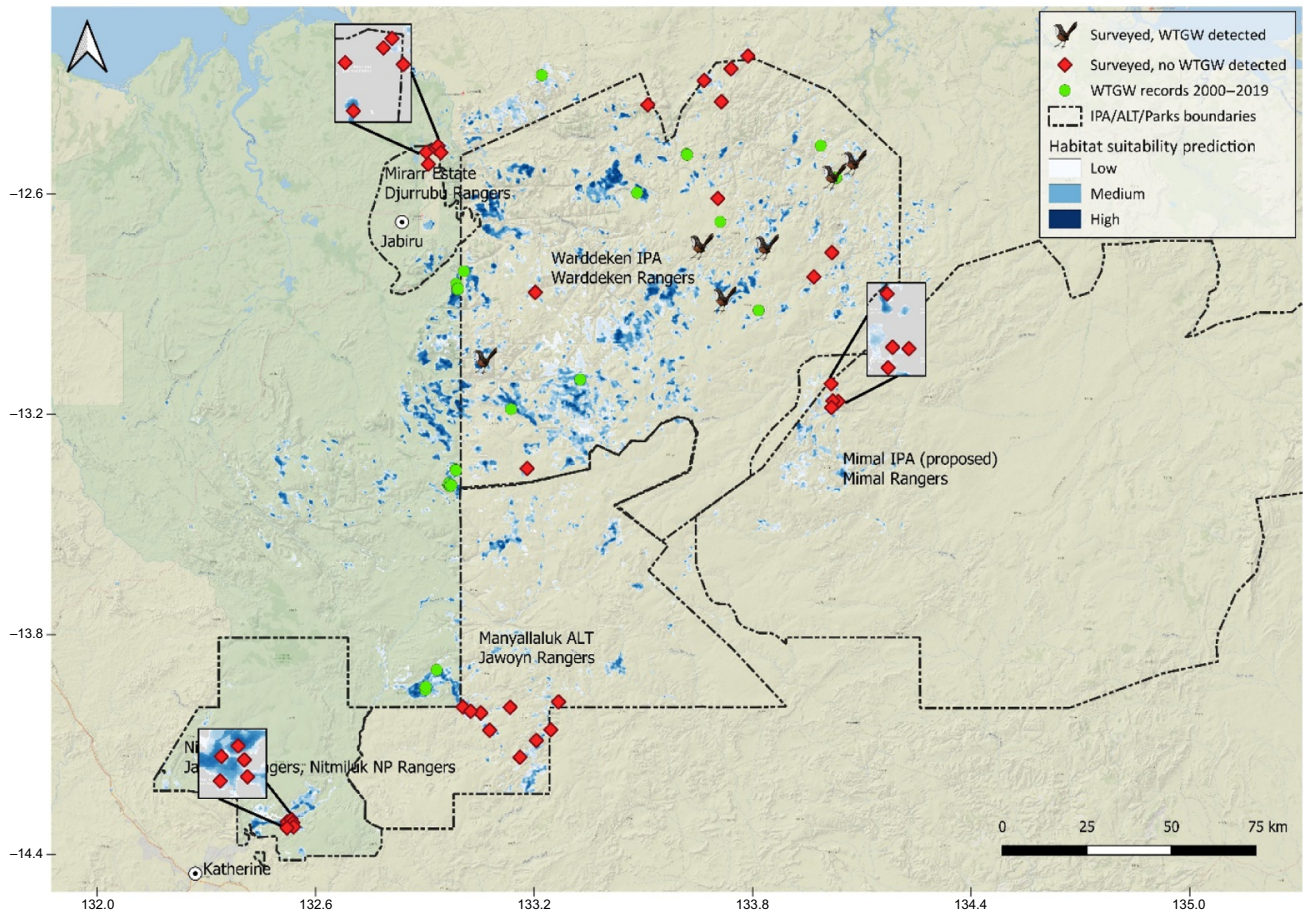 Surveyed, WTGW detected
Surveyed, no WTGW detected
WTGW records 2000–2019
IPA/ALT/Parks boundaries
Habitat suitability prediction
Low
Medium
High
−12.6
−13.2
−13.8
−14.4
Mirarr Estate
Djurrubu Rangers
Jabiru
Warddeken IPA
Warddeken Rangers
Mimal IPA (proposed)
Mimal Rangers
Manyallaluk ALT
Jawoyn Rangers
Ni
Ja ngers, Nitmiluk NP Rangers
Katherine
0 25 50 75 km
132.0 132.6 133.2 133.8 134.4 135.0